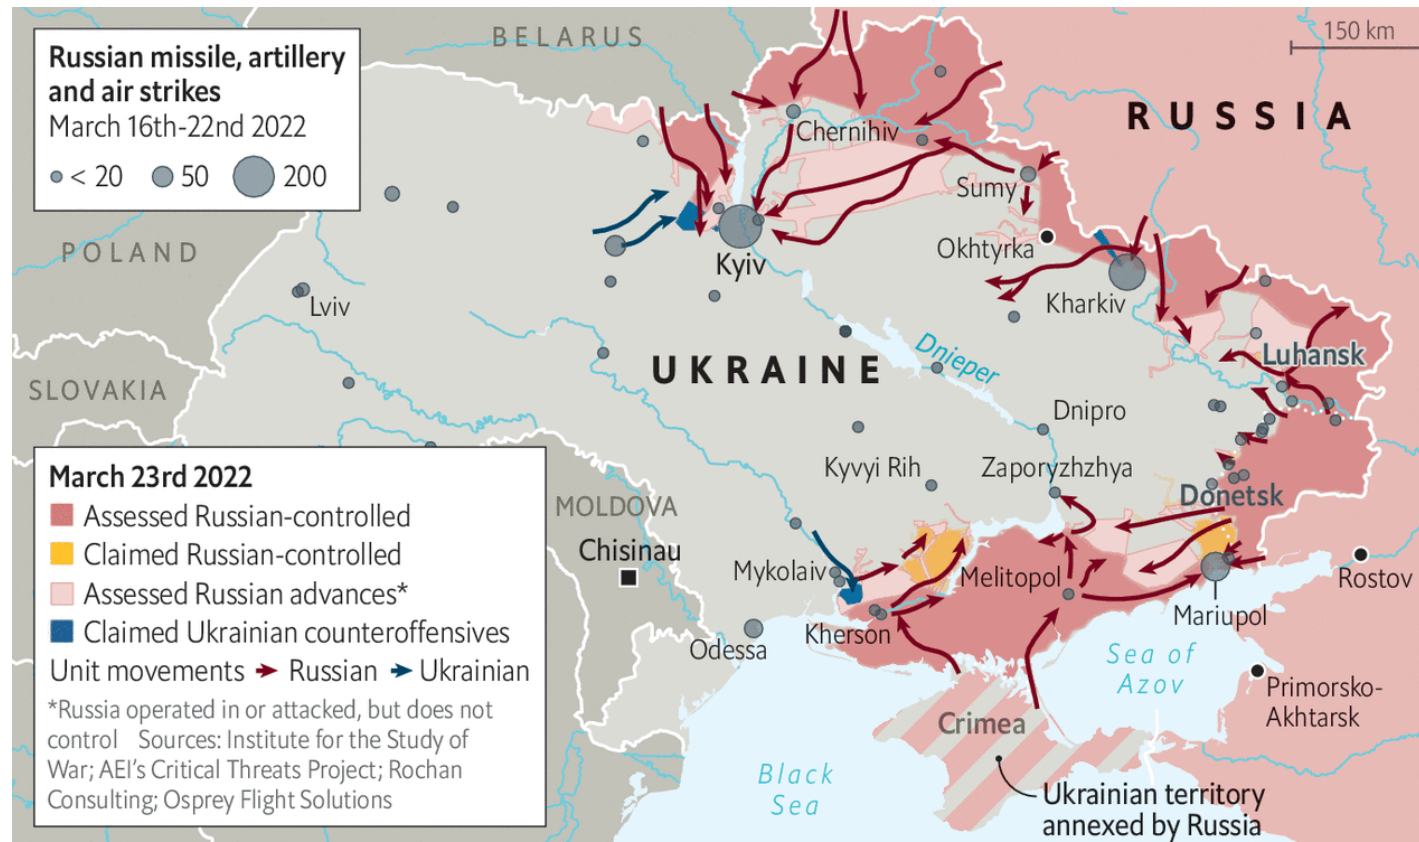 Russian missile, artillery
and air strikes
March 16th-22nd 2022
< 20
50
200
BELARUS
150 km
RUSSIA
Chernihiv
Sumy
POLAND
Okhtyrka
Kyiv
Lviv
Kharkiv
UKRAINE
Dnieper
Luhansk
SLOVAKIA
Dnipro
Kyvyi Rih
Zaporyzhzhya
Donetsk
MOLDOVA
Chisinau
Mykolaiv
Melitopol
Rostov
Mariupol
Kherson
Odessa
Sea of
Azov
Primorsko-
Akhtarsk
Crimea
Black
Sea
Ukrainian territory
annexed by Russia
March 23rd 2022
Assessed Russian-controlled
Claimed Russian-controlled
Assessed Russian advances*
Claimed Ukrainian counteroffensives
Unit movements Russian Ukrainian
*Russia operated in or attacked, but does not
control Sources: Institute for the Study of
War; AEI's Critical Threats Project; Rochan
Consulting; Osprey Flight Solutions